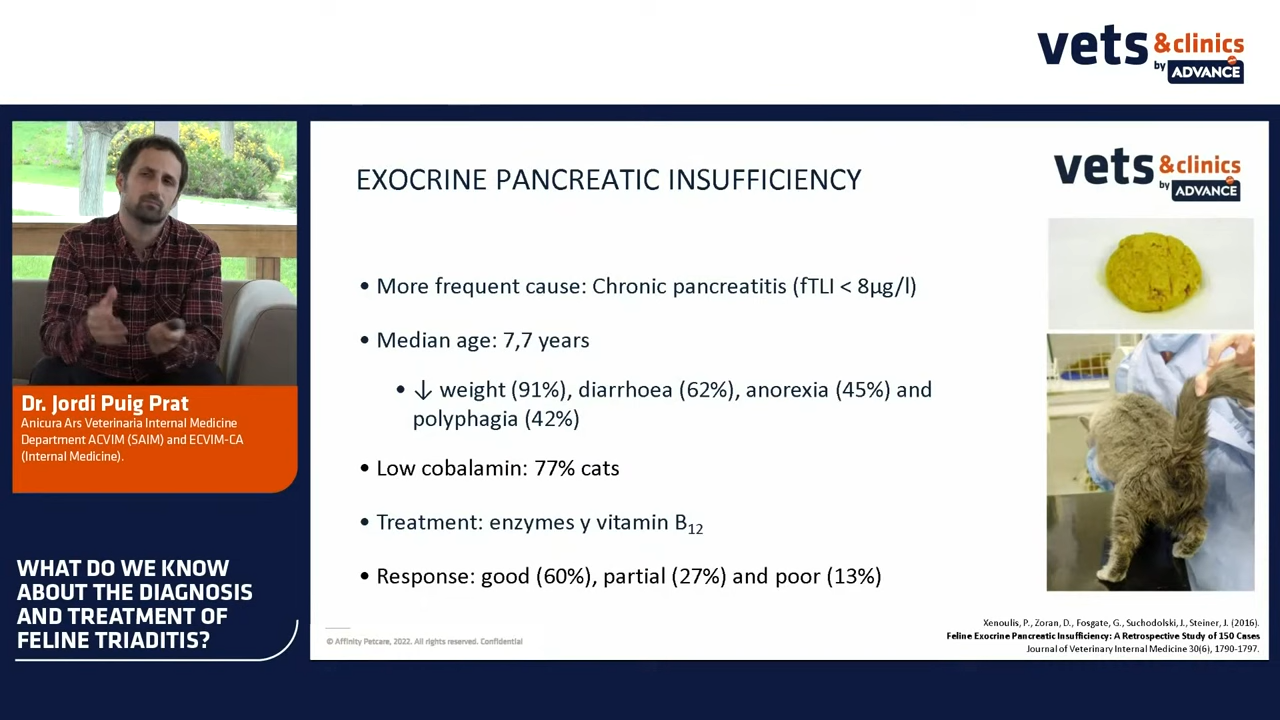 vets &clinics
by ADVANCE
vets &clinics
by ADVANCE
EXOCRINE PANCREATIC INSUFFICIENCY
• More frequent cause: Chronic pancreatitis (fTLI < 8µg/l)
• Median age: 7,7 years
• ↓ weight (91%), diarrhoea (62%), anorexia (45%) and
polyphagia (42%)
• Low cobalamin: 77% cats
• Treatment: enzymes y vitamin B₁₂
• Response: good (60%), partial (27%) and poor (13%)
Xenoulis, P., Zoran, D., Fosgate, G., Suchodolski, J., Steiner, J. (2016).
Feline Exocrine Pancreatic Insufficiency: A Retrospective Study of 150 Cases
Journal of Veterinary Internal Medicine 30(6), 1790-1797.
© Affinity Petcare, 2022. All rights reserved. Confidential
Dr. Jordi Puig Prat
Anicura Ars Veterinaria Internal Medicine
Department ACVIM (SAIM) and ECVIM-CA
(Internal Medicine).
WHAT DO WE KNOW
ABOUT THE DIAGNOSIS
AND TREATMENT OF
FELINE TRIADITIS?